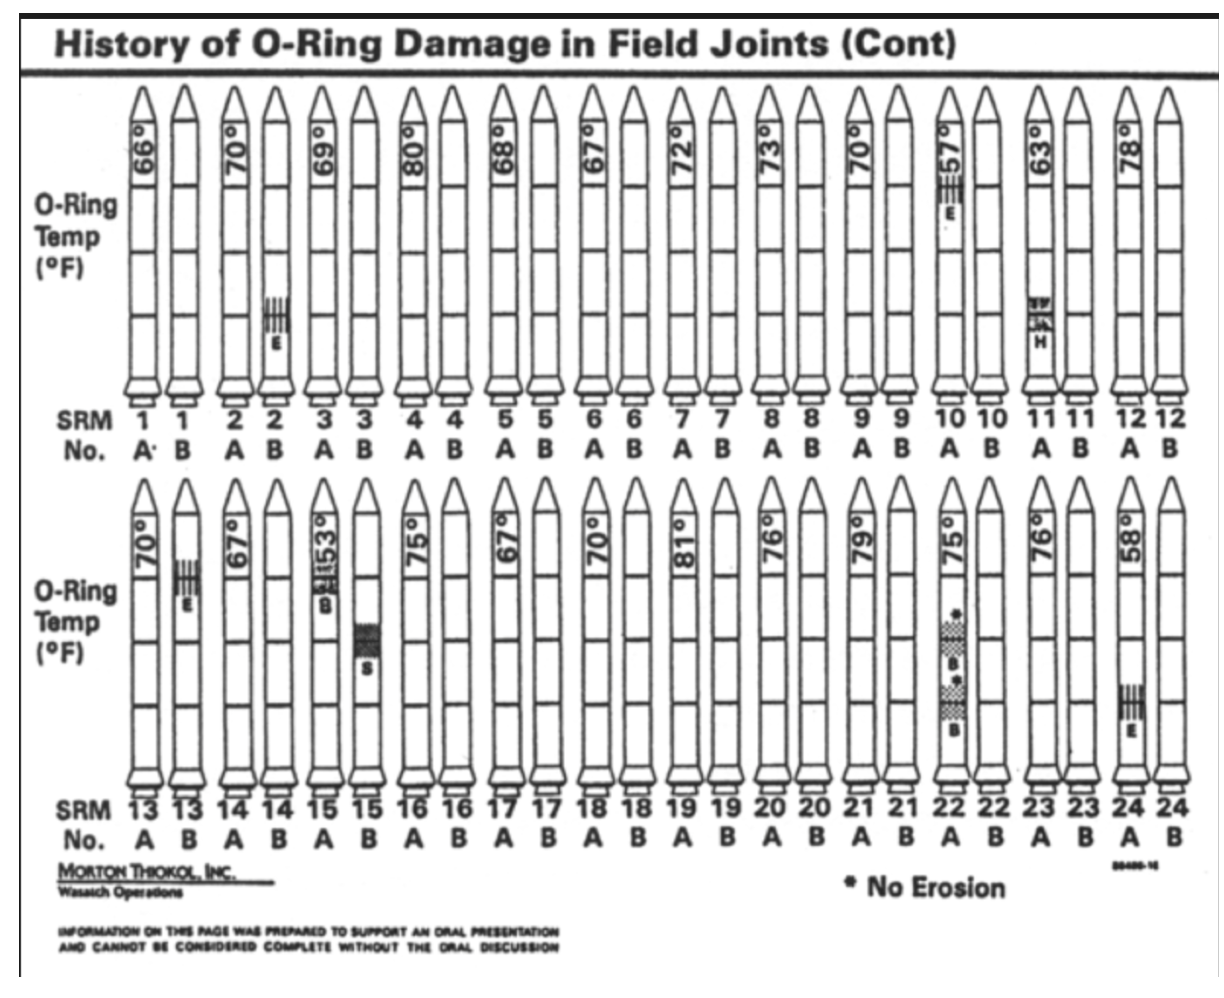 History of O-Ring Damage in Field Joints (Cont)
66° 70° 69° 80° 68° 67° 72° 73° 70° 57° 63° 78°
O-Ring
Temp
(°F)
E
E
H
SRM 1 1 2 2 3 3 4 4 5 5 6 6 7 7 8 8 9 9 10 10 11 11 12 12
No. A B A B A B A B A B A B A B A B A B A B A B A B
70° 67° 53° 75° 67° 70° 81° 76° 79° 75° 76° 58°
O-Ring
Temp
(°F)
E
B
S
*
B
*
B
E
SRM 13 13 14 14 15 15 16 16 17 17 18 18 19 19 20 20 21 21 22 22 23 23 24 24
No. A B A B A B A B A B A B A B A B A B A B A B A B
MORTON THIOKOL, INC.
Wasatch Operations
* No Erosion
INFORMATION ON THIS PAGE WAS PREPARED TO SUPPORT AN ORAL PRESENTATION
AND CANNOT BE CONSIDERED COMPLETE WITHOUT THE ORAL DISCUSSION